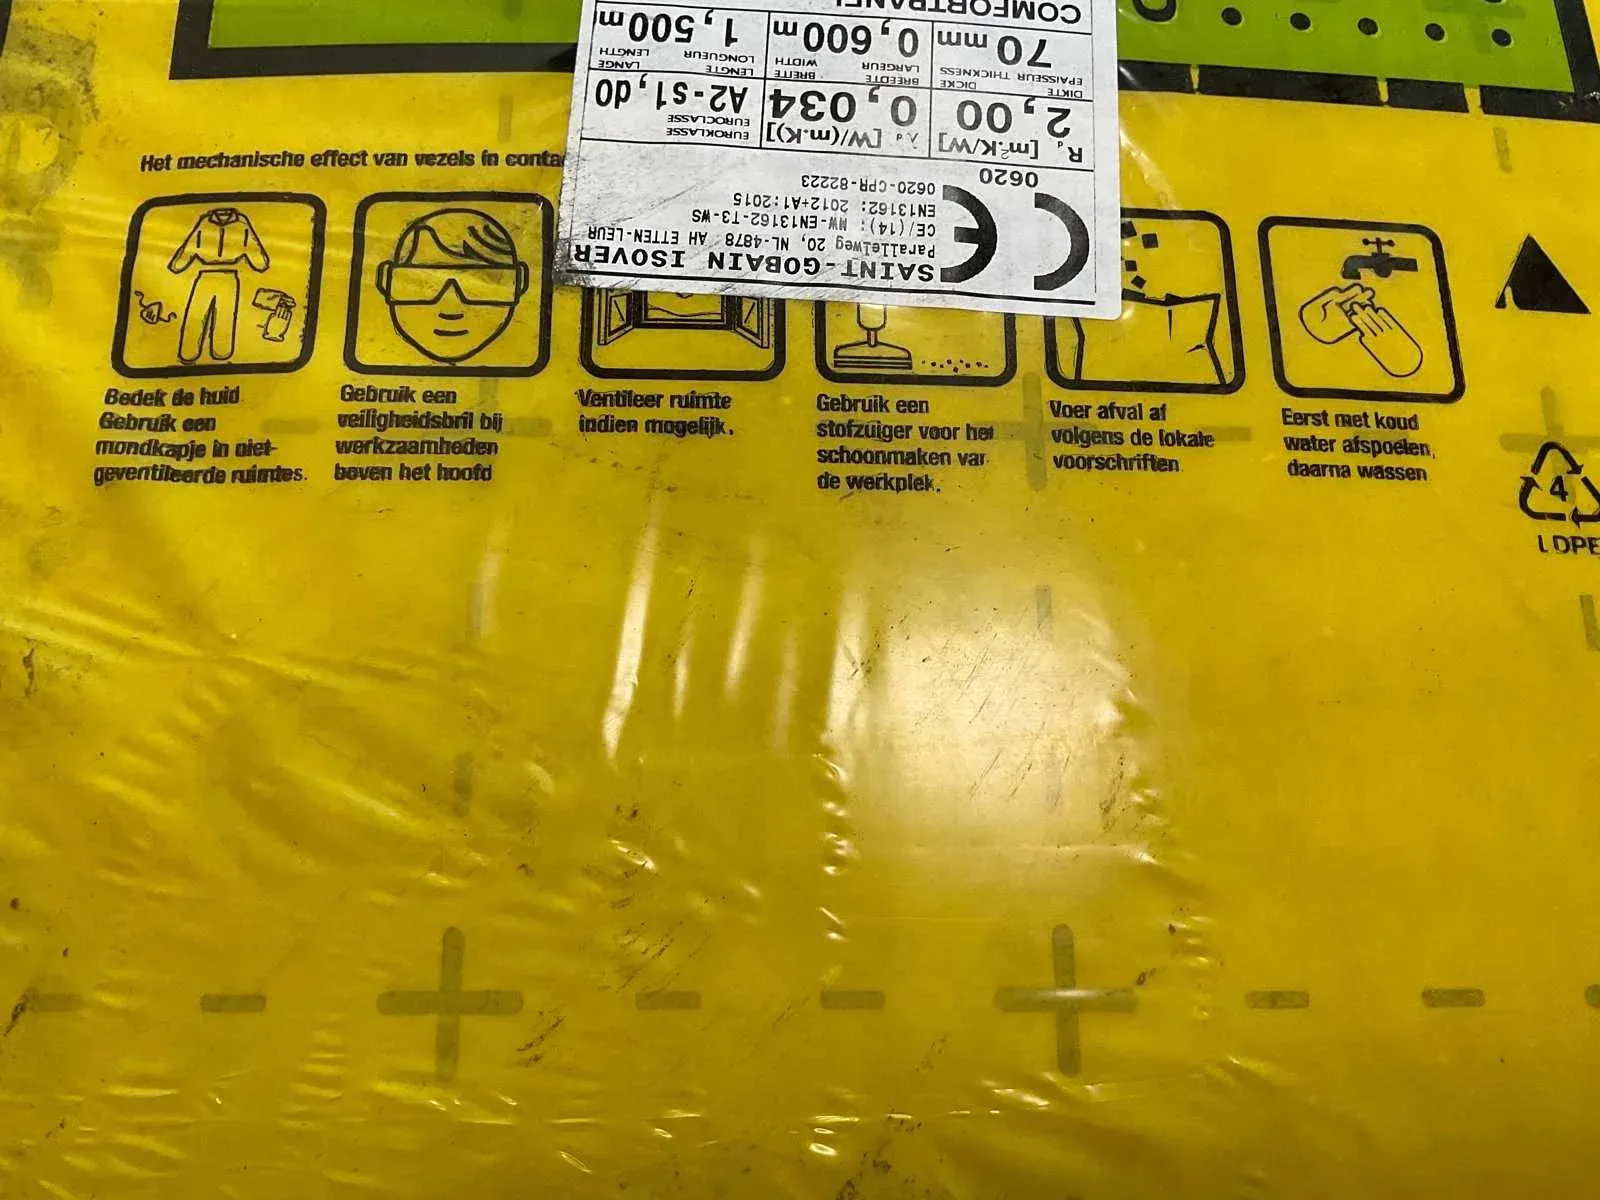 Het mechanische effect van vezels in
Bedek de huid
Gebruik een
mondkapje in niet-
geventileerde ruimtes.
Gebruik een
veiligheidsbril bij
werkzaamheden
boven het hoofd
Ventileer ruimte
indien mogelijk.
Gebruik een
stofzuiger voor het
schoonmaken van
de werkplek.
Voer afval af
volgens de lokale
voorschriften
Eerst met koud
water afspoelen,
daarna wassen
4
LDPE
SAINT-GOBAIN ISOVER
Parallelweg 20, NL-4878 AH ETTEN-LEUR
CE/(14): MW-EN13162-T3-WS
EN13162: 2012+A1:2015
0620-CPR-82223
CE
0620
Rd [m².K/W] λd [W/(m.K)] EUROKLASSE
EUROCLASSE
2,00 0,034 A2-s1,d0
DIKTE DICKE BREEDTE BREITE LENGTE LÄNGE
EPAISSEUR THICKNESS LARGEUR WIDTH LONGUEUR LENGTH
70 mm 0,600 m 1,500 m
COMFORTPANEL